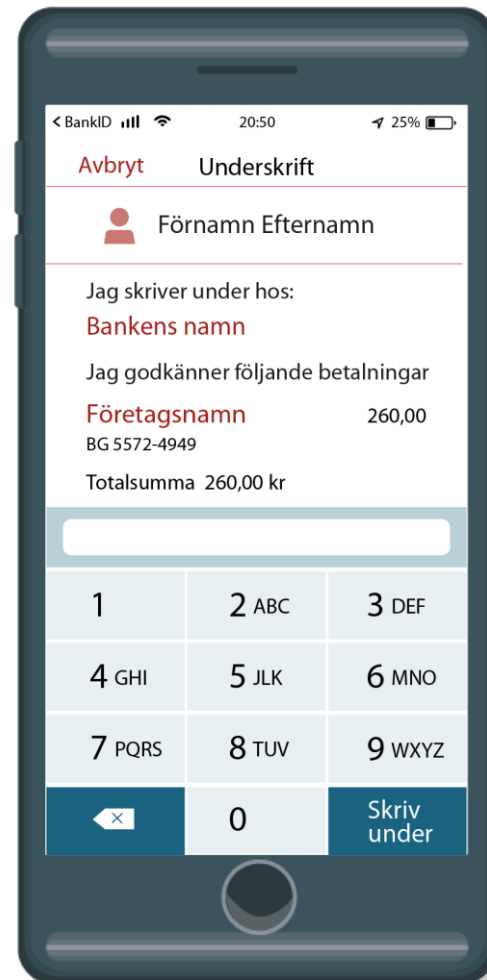 < BankID 20:50 25%
Avbryt Underskrift
Förnamn Efternamn
Jag skriver under hos:
Bankens namn
Jag godkänner följande betalningar
Företagsnamn 260,00
BG 5572-4949
Totalsumma 260,00 kr
1 2 ABC 3 DEF
4 GHI 5 JLK 6 MNO
7 PQRS 8 TUV 9 WXYZ
0 Skriv
under